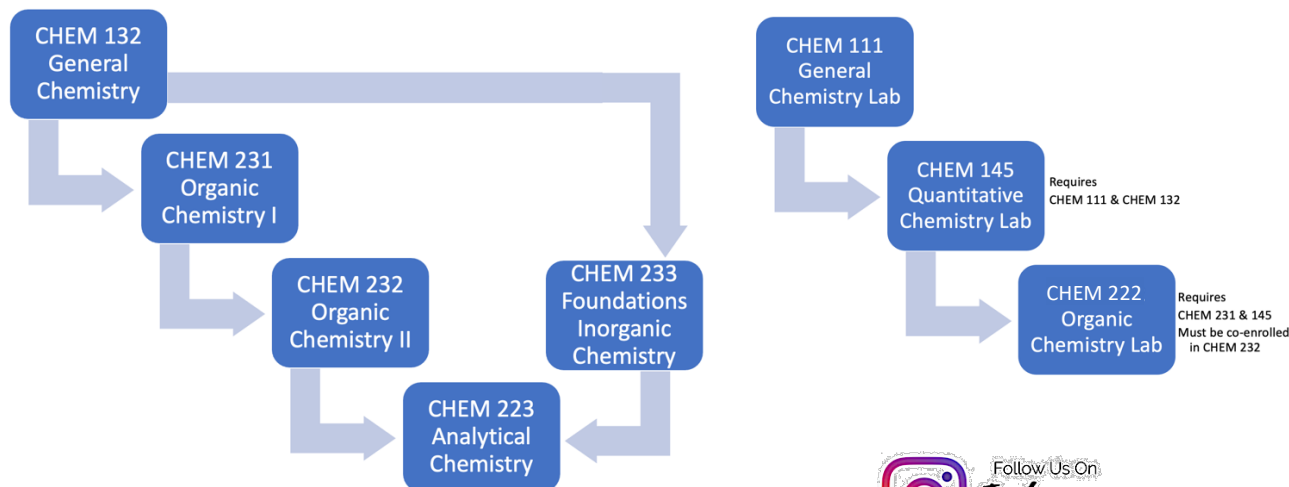 CHEM 132
General
Chemistry
CHEM 231
Organic
Chemistry I
CHEM 232
Organic
Chemistry II
CHEM 233
Foundations
Inorganic
Chemistry
CHEM 223
Analytical
Chemistry
CHEM 111
General
Chemistry Lab
CHEM 145
Quantitative
Chemistry Lab
Requires
CHEM 111 & CHEM 132
CHEM 222
Organic
Chemistry Lab
Requires
CHEM 231 & 145
Must be co-enrolled
in CHEM 232
Follow Us On